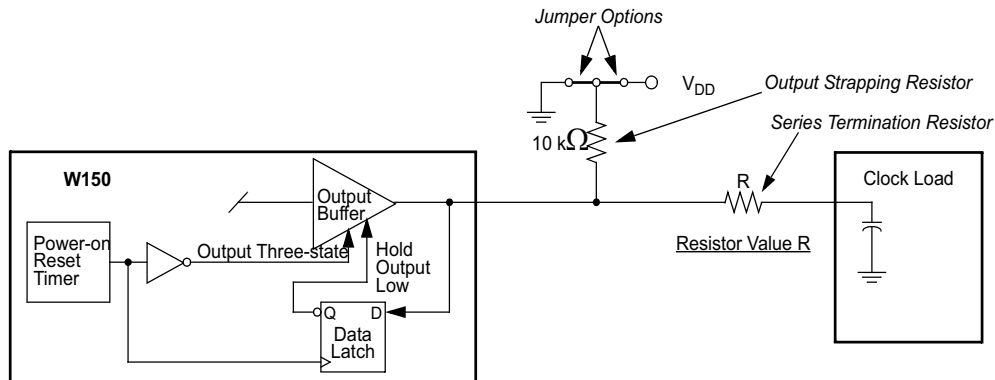 Jumper Options
V_DD
Output Strapping Resistor
Series Termination Resistor
10 kΩ
W150
Output
Buffer
R
Clock Load
Power-on
Reset
Timer
Output Three-state
Hold
Output
Low
Resistor Value R
Q
D
Data
Latch